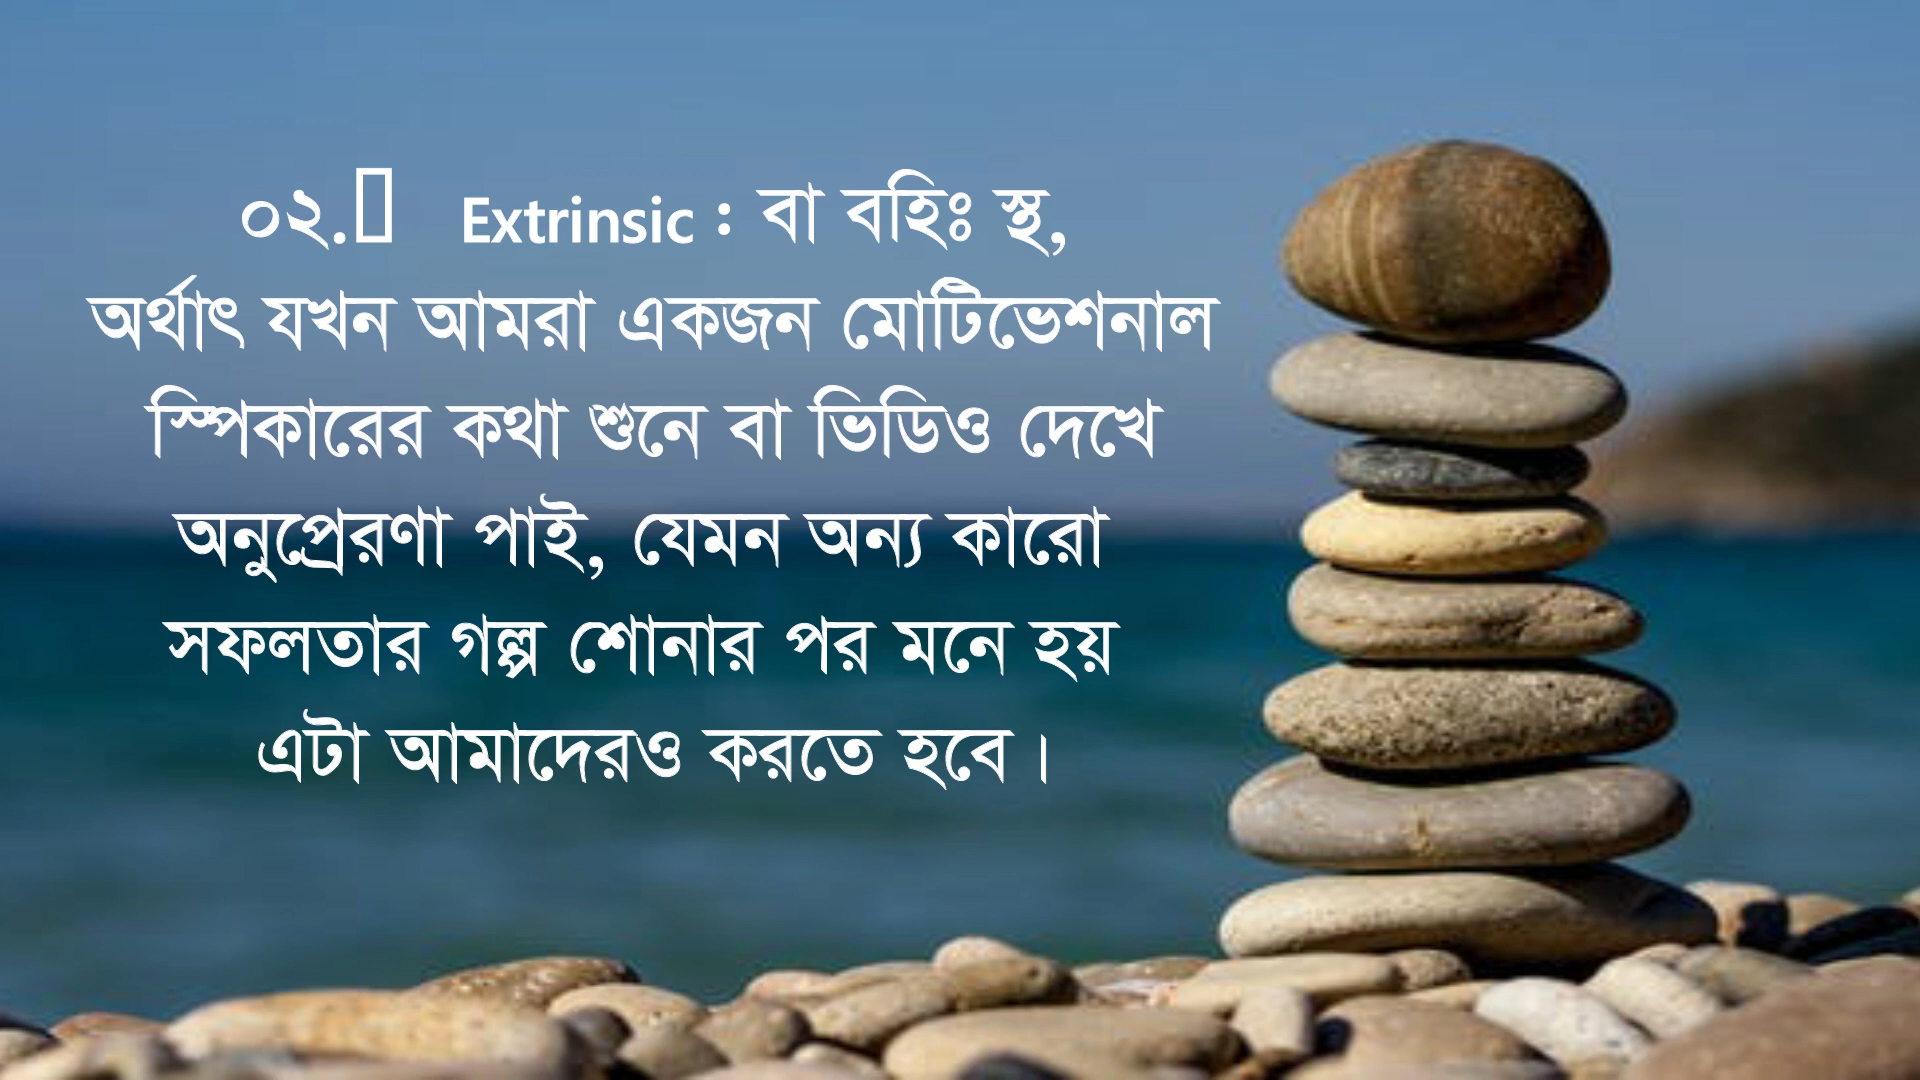 ০২. Extrinsic : বা বহিঃ স্থ,
অর্থাৎ যখন আমরা একজন মোটিভেশনাল
স্পিকারের কথা শুনে বা ভিডিও দেখে
অনুপ্রেরণা পাই, যেমন অন্য কারো
সফলতার গল্প শোনার পর মনে হয়
এটা আমাদেরও করতে হবে।